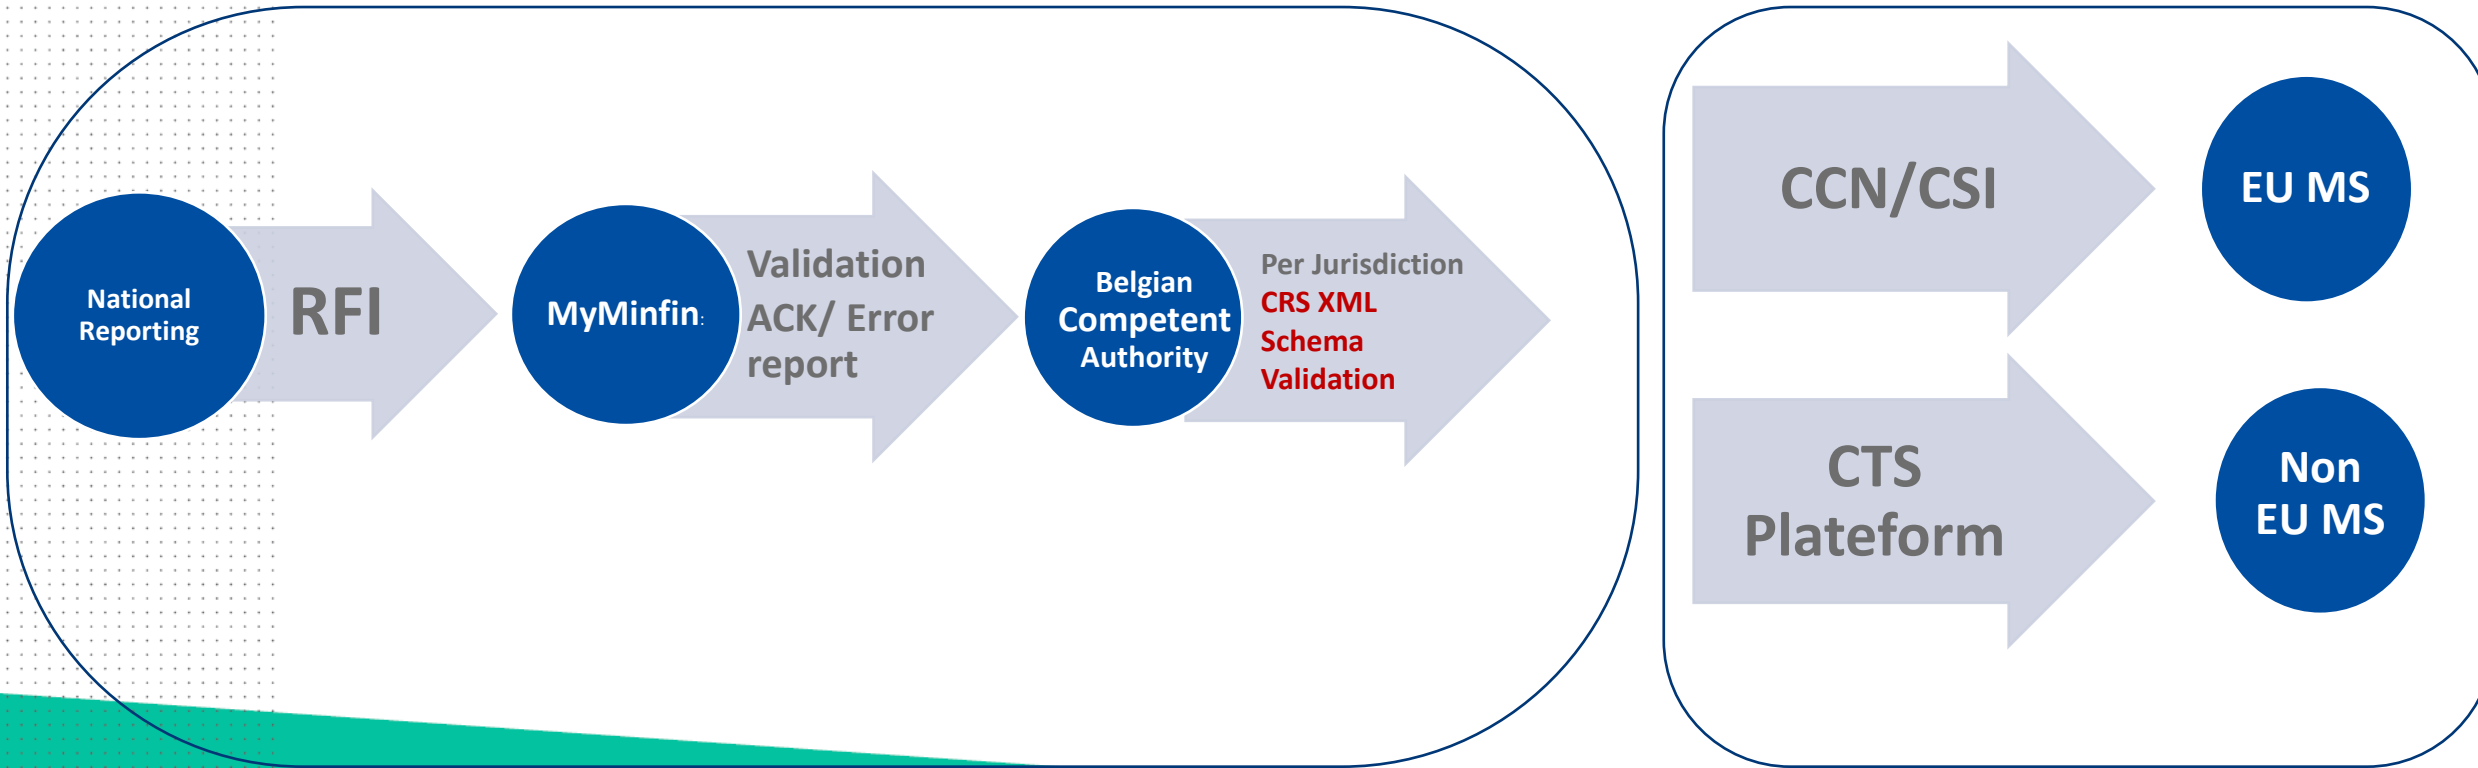 National
Reporting
RFI
MyMinfin:
Validation
ACK/ Error
report
Belgian
Competent
Authority
Per Jurisdiction
CRS XML
Schema
Validation
CCN/CSI
EU MS
CTS
Plateform
Non
EU MS